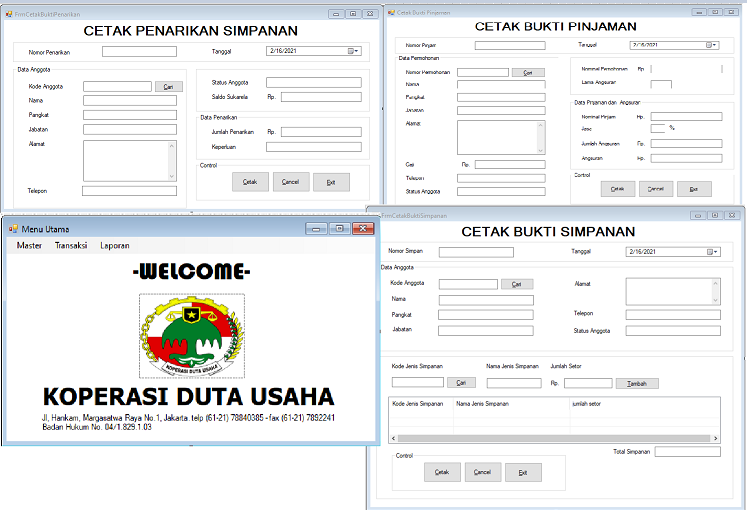 FrmCetakBuktiPenarikan
CETAK PENARIKAN SIMPANAN
Nomor Penarikan
Tanggal
2/16/2021
Data Anggota
Kode Anggota
Cari
Nama
Pangkat
Jabatan
Alamat
Telepon
Status Anggota
Saldo Sukarela
Rp.
Data Penarikan
Jumlah Penarikan
Rp.
Keperluan
Control
Cetak
Cancel
Exit
Cetak Bukti Pinjaman
CETAK BUKTI PINJAMAN
Nomor Pinjam
Tanggal
2/16/2021
Data Permohonan
Nomor Permohonan
Cari
Nama
Pangkat
Jabatan
Alamat
Gaji
Rp.
Telepon
Status Anggota
Nominal Permohonan
Rp.
Lama Angsuran
Data Pinjaman dan Angsuran
Nominal Pinjam
Rp.
Jasa
%
Jumlah Angsuran
Rp.
Angsuran
Rp.
Control
Cetak
Cancel
Exit
Menu Utama
Master Transaksi Laporan
-WELCOME-
KOPERASI DUTA USAHA
KOPERASI DUTA USAHA
Jl, Hankam, Margasatwa Raya No.1, Jakarta. telp (61-21) 78840385 - fax (61-21) 7892241
Badan Hukum No. 04/1.829.1.03
FrmCetakBuktiSimpanan
CETAK BUKTI SIMPANAN
Nomor Simpan
Tanggal
2/16/2021
Data Anggota
Kode Anggota
Cari
Nama
Pangkat
Jabatan
Alamat
Telepon
Status Anggota
Kode Jenis Simpanan
Nama Jenis Simpanan
Jumlah Setor
Cari
Rp.
Tambah
Kode Jenis Simpanan
Nama Jenis Simpanan
jumlah setor
Total Simpanan
Control
Cetak
Cancel
Exit